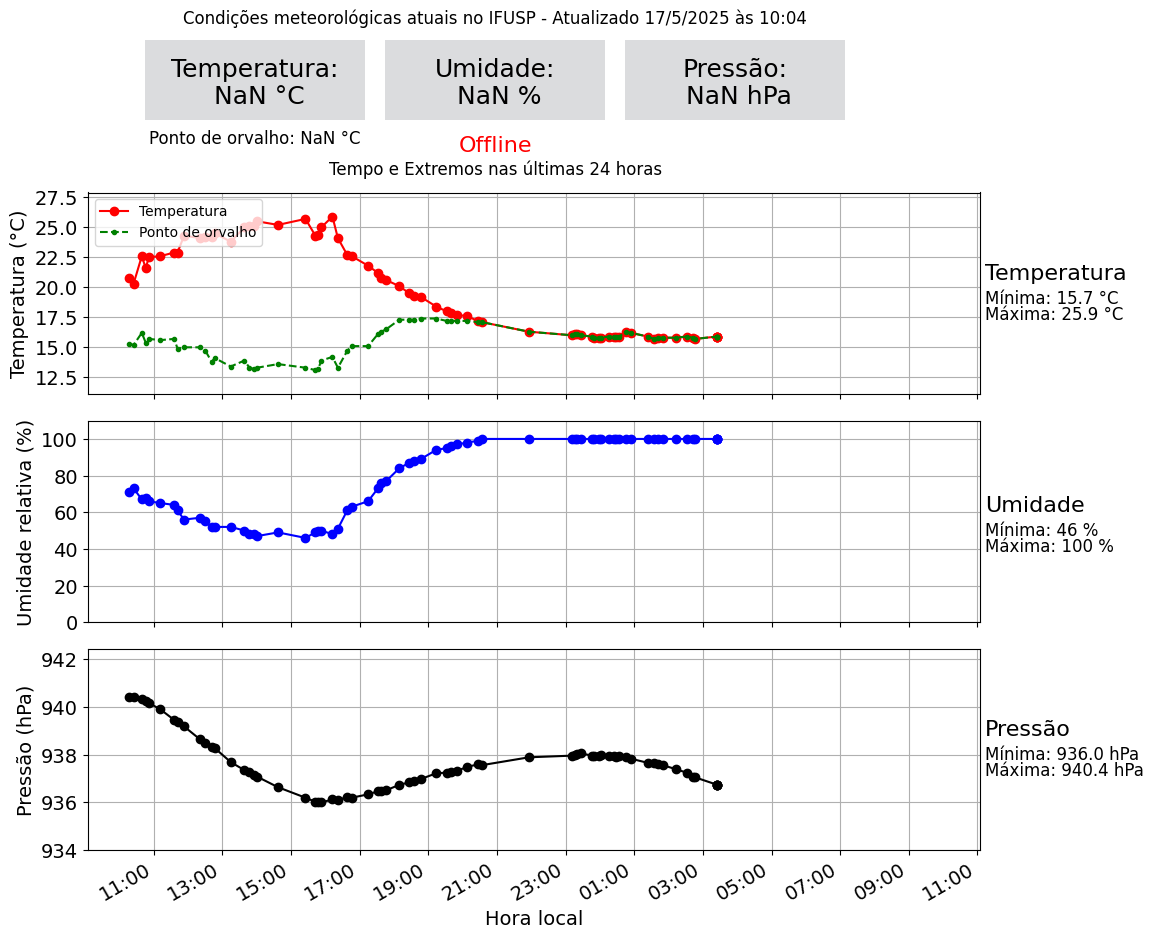 Condições meteorológicas atuais no IFUSP - Atualizado 17/5/2025 às 10:04
Temperatura:
NaN °C
Umidade:
NaN %
Pressão:
NaN hPa
Ponto de orvalho: NaN °C
Offline
Tempo e Extremos nas últimas 24 horas
Temperatura (°C)
27.5
25.0
22.5
20.0
17.5
15.0
12.5
Temperatura
Ponto de orvalho
Temperatura
Mínima: 15.7 °C
Máxima: 25.9 °C
Umidade relativa (%)
100
80
60
40
20
0
Umidade
Mínima: 46 %
Máxima: 100 %
Pressão (hPa)
942
940
938
936
934
Pressão
Mínima: 936.0 hPa
Máxima: 940.4 hPa
11:00
13:00
15:00
17:00
19:00
21:00
23:00
01:00
03:00
05:00
07:00
09:00
11:00
Hora local